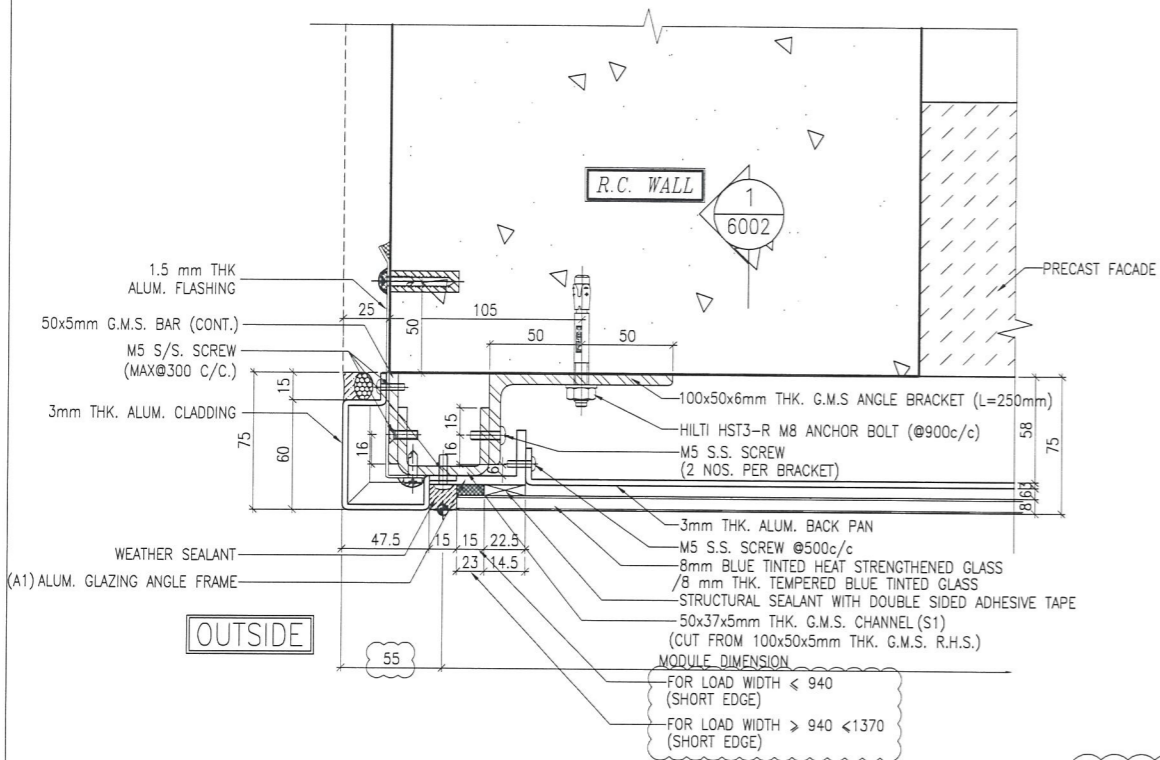 R.C. WALL
1
6002
PRECAST FACADE
1.5 mm THK
ALUM. FLASHING
50x5mm G.M.S. BAR (CONT.)
M5 S/S. SCREW
(MAX@300 C/C.)
3mm THK. ALUM. CLADDING
25
105
50
50
50
15
75
60
16
15
16
6
100x50x6mm THK. G.M.S ANGLE BRACKET (L=250mm)
HILTI HST3-R M8 ANCHOR BOLT (@900c/c)
M5 S.S. SCREW
(2 NOS. PER BRACKET)
58
75
63
8
3mm THK. ALUM. BACK PAN
M5 S.S. SCREW @500c/c
8mm BLUE TINTED HEAT STRENGTHENED GLASS
/8 mm THK. TEMPERED BLUE TINTED GLASS
STRUCTURAL SEALANT WITH DOUBLE SIDED ADHESIVE TAPE
50x37x5mm THK. G.M.S. CHANNEL (S1)
(CUT FROM 100x50x5mm THK. G.M.S. R.H.S.)
47.5
15
15
22.5
23
14.5
WEATHER SEALANT
(A1) ALUM. GLAZING ANGLE FRAME
OUTSIDE
55
MODULE DIMENSION
FOR LOAD WIDTH ⩽ 940
(SHORT EDGE)
FOR LOAD WIDTH ⩾ 940 ⩽1370
(SHORT EDGE)